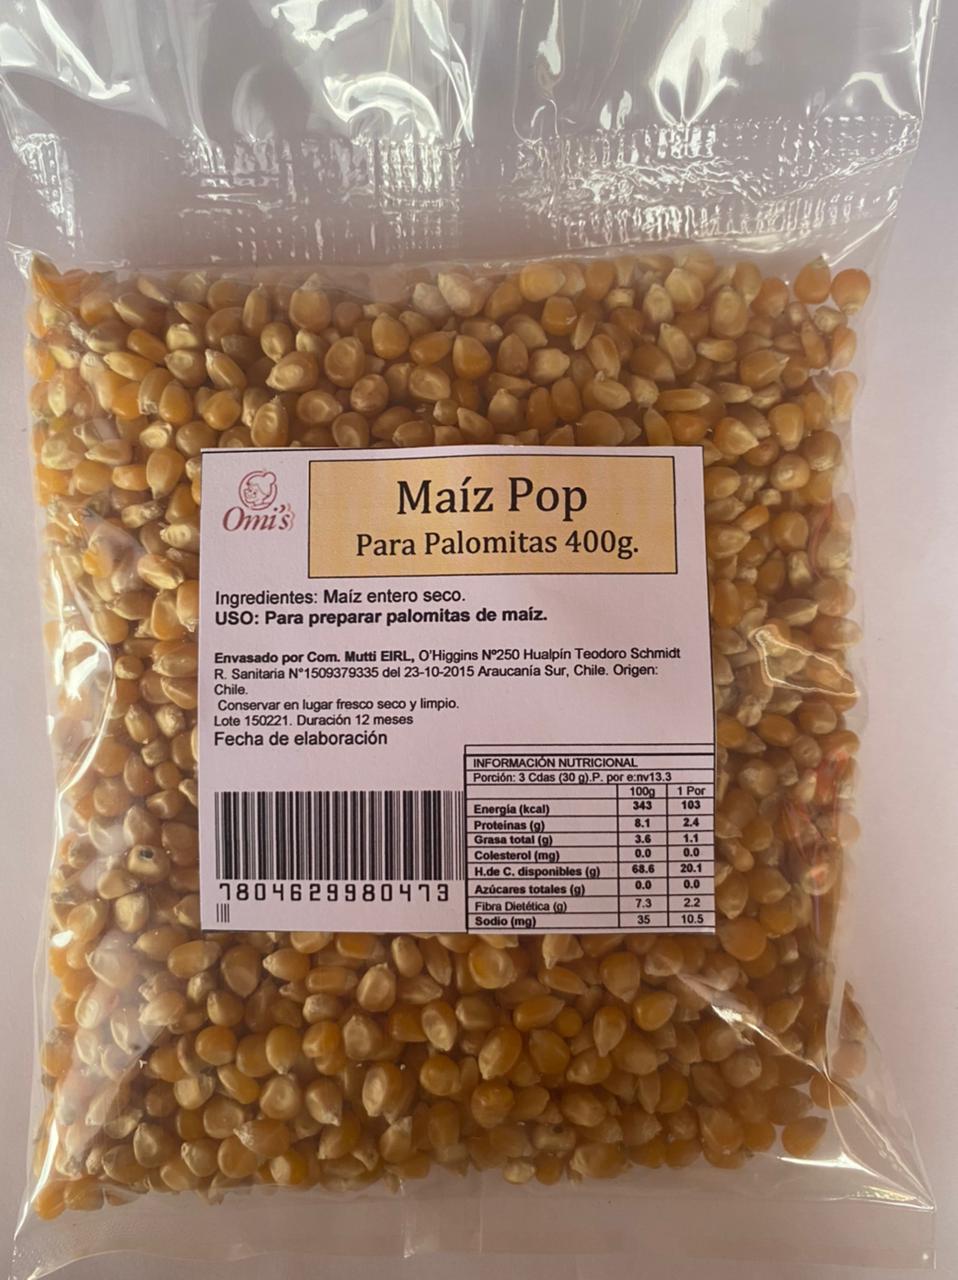 Omi's
Maíz Pop
Para Palomitas 400g.
Ingredientes: Maíz entero seco.
USO: Para preparar palomitas de maíz.
Envasado por Com. Mutti EIRL, O'Higgins Nº250 Hualpín Teodoro Schmidt
R. Sanitaria N°1509379335 del 23-10-2015 Araucanía Sur, Chile. Origen:
Chile.
Conservar en lugar fresco seco y limpio.
Lote 150221. Duración 12 meses
Fecha de elaboración
INFORMACIÓN NUTRICIONAL
Porción: 3 Cdas (30 g).P. por e:nv13.3
100g 1 Por
Energía (kcal) 343 103
Proteínas (g) 8.1 2.4
Grasa total (g) 3.6 1.1
Colesterol (mg) 0.0 0.0
H.de C. disponibles (g) 68.6 20.1
Azúcares totales (g) 0.0 0.0
Fibra Dietética (g) 7.3 2.2
Sodio (mg) 35 10.5
7804629980473